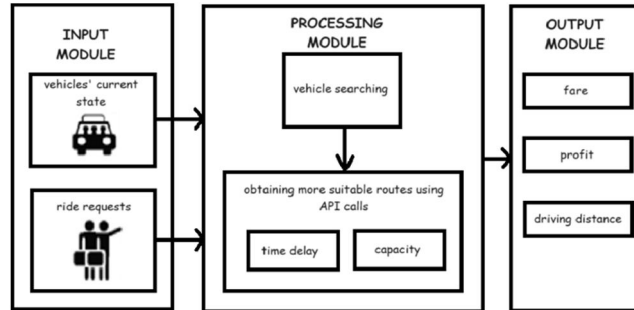 INPUT
MODULE
vehicles' current
state
ride requests
PROCESSING
MODULE
vehicle searching
obtaining more suitable routes using
API calls
time delay
capacity
OUTPUT
MODULE
fare
profit
driving distance